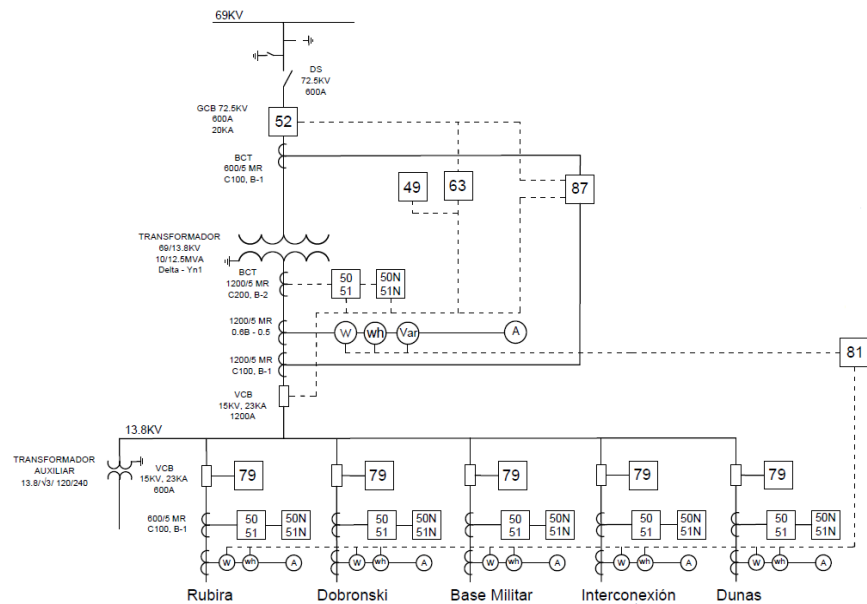 69KV
DS
72.5KV
600A
GCB 72.5KV
600A
20KA
52
BCT
600/5 MR
C100, B-1
49
63
87
TRANSFORMADOR
69/13.8KV
10/12.5MVA
Delta - Yn1
BCT
1200/5 MR
C200, B-2
50
51
50N
51N
1200/5 MR
0.6B - 0.5
W
wh
Var
A
1200/5 MR
C100, B-1
81
VCB
15KV, 23KA
1200A
13.8KV
TRANSFORMADOR
AUXILIAR
13.8/√3/ 120/240
VCB
15KV, 23KA
600A
79
79
79
79
79
600/5 MR
C100, B-1
50
51
50N
51N
50
51
50N
51N
50
51
50N
51N
50
51
50N
51N
50
51
50N
51N
W
wh
A
W
wh
A
W
wh
A
W
wh
A
W
wh
A
Rubira
Dobronski
Base Militar
Interconexión
Dunas